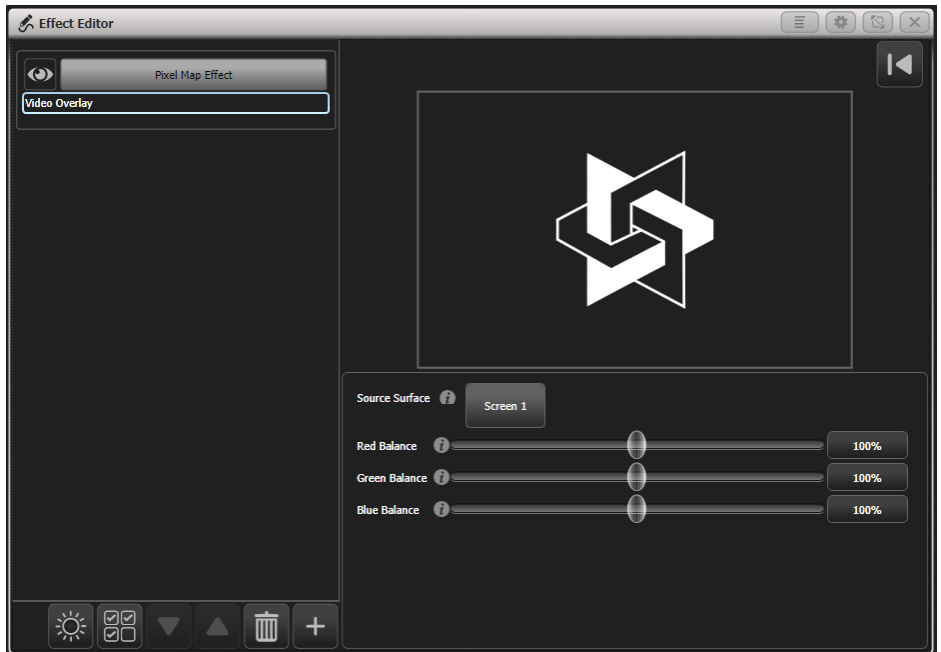 Effect Editor
Pixel Map Effect
Video Overlay
Source Surface i Screen 1
Red Balance i 100%
Green Balance i 100%
Blue Balance i 100%